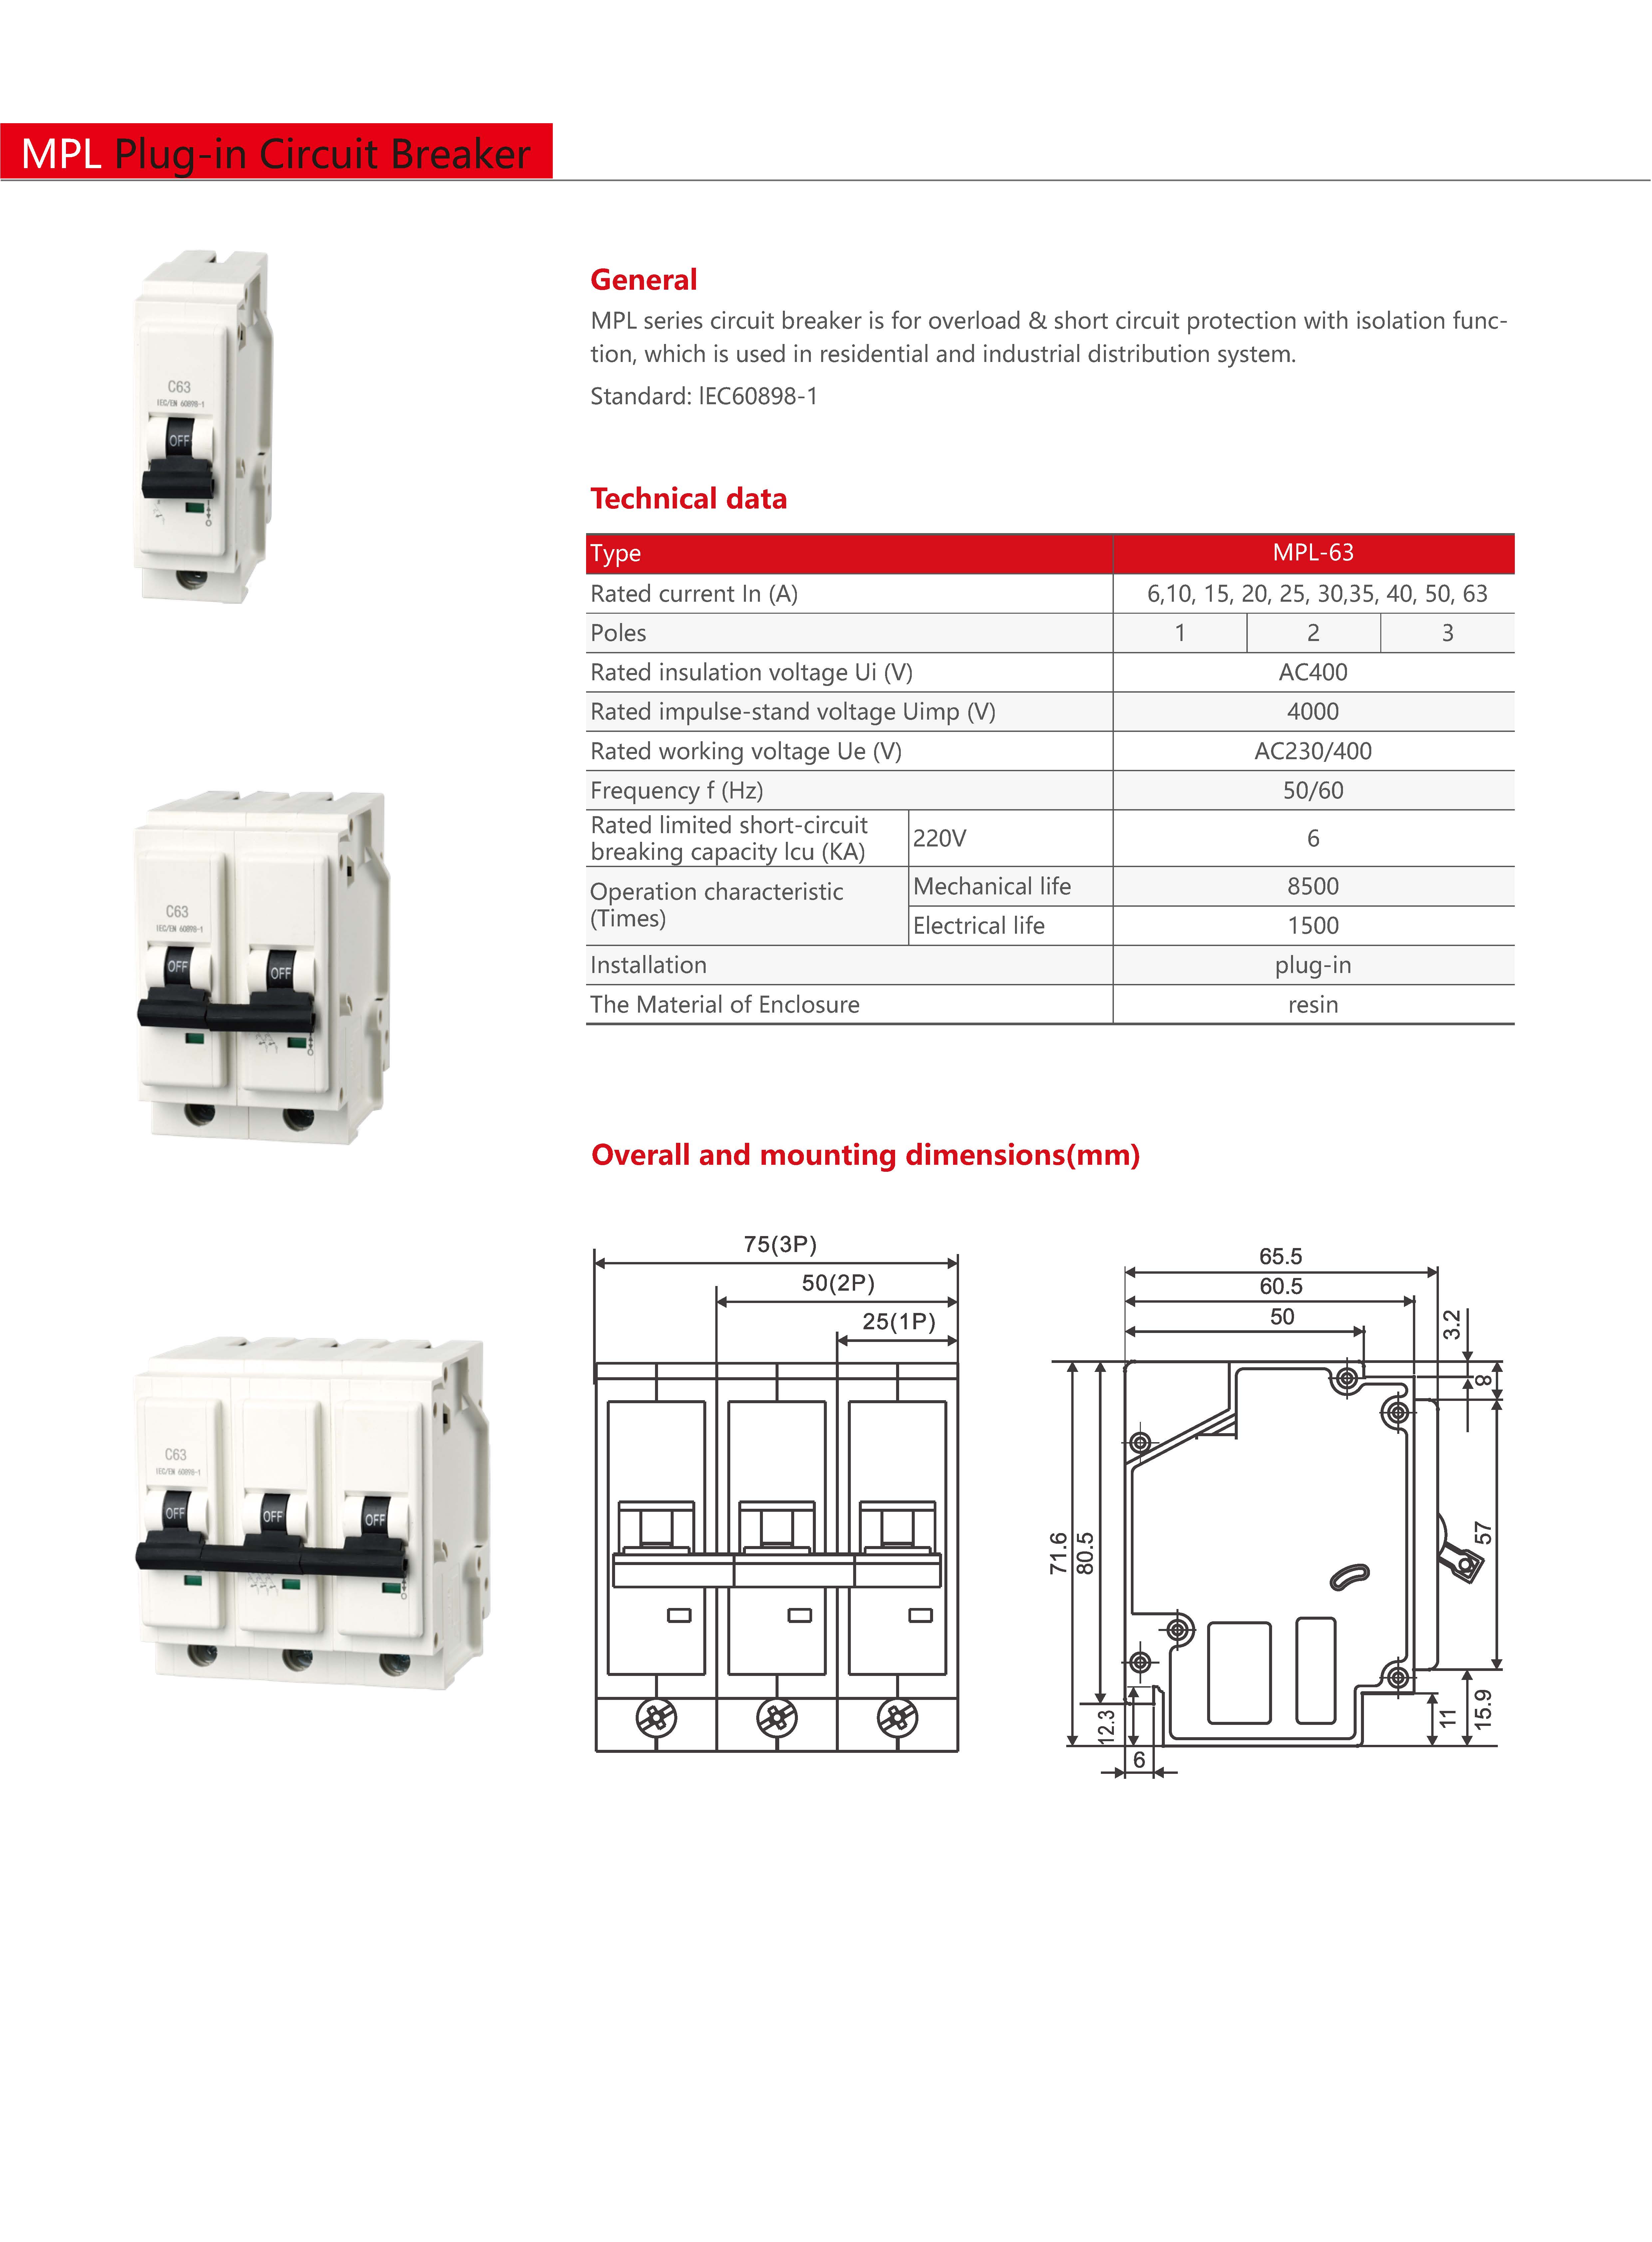 MPL Plug-in Circuit Breaker
General
MPL series circuit breaker is for overload & short circuit protection with isolation func-
tion, which is used in residential and industrial distribution system.
Standard: IEC60898-1
C63
IEC/EN 60898-1
OFF
Technical data
Type MPL-63
Rated current In (A) 6,10, 15, 20, 25, 30,35, 40, 50, 63
Poles 1 2 3
Rated insulation voltage Ui (V) AC400
Rated impulse-stand voltage Uimp (V) 4000
Rated working voltage Ue (V) AC230/400
Frequency f (Hz) 50/60
Rated limited short-circuit
breaking capacity lcu (KA) 220V 6
Operation characteristic
(Times)
Mechanical life 8500
Electrical life 1500
Installation plug-in
The Material of Enclosure resin
C63
IEC/EN 60898-1
OFF OFF
Overall and mounting dimensions(mm)
C63
IEC/EN 60898-1
OFF OFF OFF
75(3P)
50(2P)
25(1P)
65.5
60.5
50
3.2
8
71.6
80.5
57
12.3
11
15.9
6